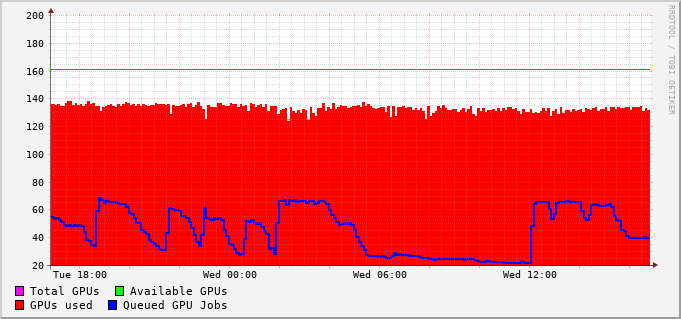 200
180
160
140
120
100
80
60
40
20
Tue 18:00 Wed 00:00 Wed 06:00 Wed 12:00
Total GPUs Available GPUs
GPUs used Queued GPU Jobs
RRDTOOL / TOBI OETIKER